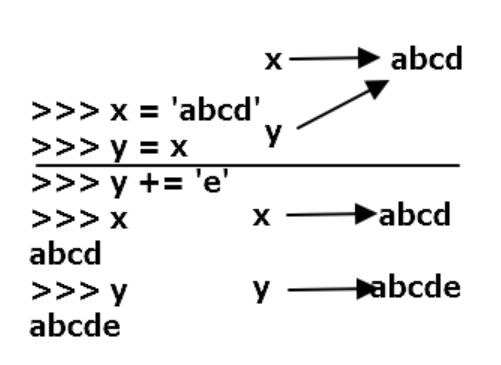 x abcd
>>> x = 'abcd'
y
>>> y = x
>>> y += 'e'
>>> x
x abcd
abcd
>>> y
y abcde
abcde